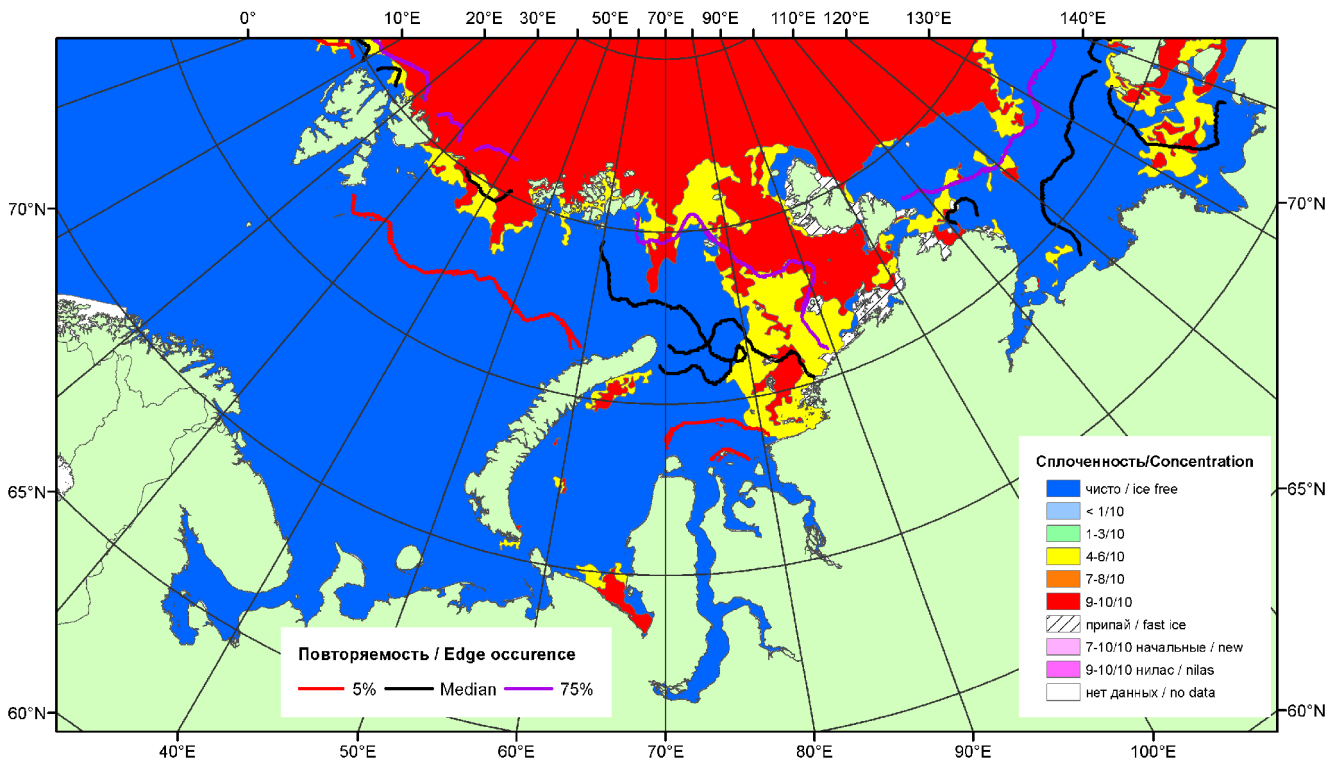 0° 10°E 20°E 30°E 50°E 70°E 90°E 110°E 120°E 130°E 140°E
70°N 70°N
65°N 65°N
60°N 60°N
Сплоченность/Concentration
чисто / ice free
< 1/10
1-3/10
4-6/10
7-8/10
9-10/10
припай / fast ice
7-10/10 начальные / new
9-10/10 нилас / nilas
нет данных / no data
Повторяемость / Edge occurence
5% Median 75%
40°E 50°E 60°E 70°E 80°E 90°E 100°E